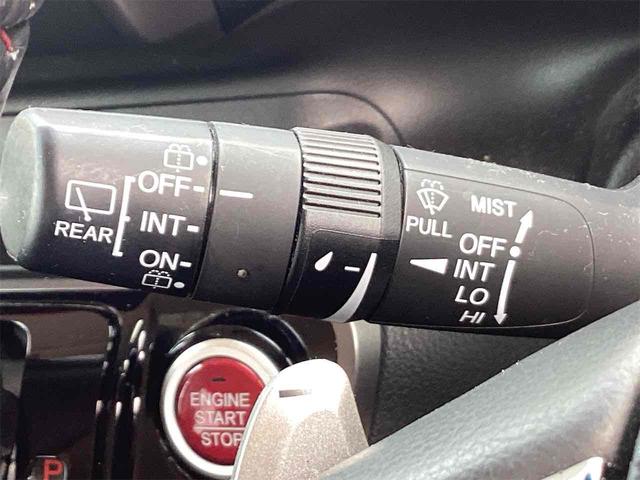 REAR
OFF
INT
ON
PULL
MIST
OFF
INT
LO
HI
ENGINE
START
STOP
P